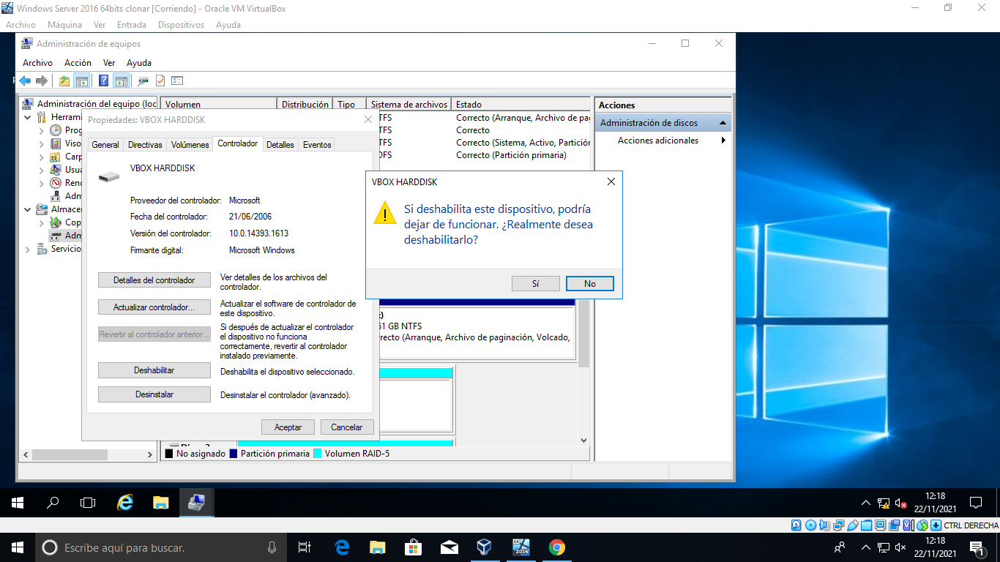 Windows Server 2016 64bits clonar [Corriendo] - Oracle VM VirtualBox
Archivo Máquina Ver Entrada Dispositivos Ayuda
Administración de equipos
Archivo Acción Ver Ayuda
Administración del equipo (loc
Herrami
Prog
Viso
Carp
Usua
Rend
Adm
Almacer
Cop
Adm
Servicio
Volumen Distribución Tipo Sistema de archivos Estado
TFS Correcto (Arranque, Archivo de pag
TFS Correcto
TFS Correcto (Sistema, Activo, Partición
DFS Correcto (Partición primaria)
Acciones
Administración de discos
Acciones adicionales
Propiedades: VBOX HARDDISK
General Directivas Volúmenes Controlador Detalles Eventos
VBOX HARDDISK
Proveedor del controlador: Microsoft
Fecha del controlador: 21/06/2006
Versión del controlador: 10.0.14393.1613
Firmante digital: Microsoft Windows
Detalles del controlador
Ver detalles de los archivos del
controlador.
Actualizar controlador...
Actualizar el software de controlador de
este dispositivo.
Revertir al controlador anterior...
Si después de actualizar el controlador
el dispositivo no funciona
correctamente, revertir al controlador
instalado previamente.
Deshabilitar
Deshabilita el dispositivo seleccionado.
Desinstalar
Desinstalar el controlador (avanzado).
Aceptar Cancelar
VBOX HARDDISK
Si deshabilita este dispositivo, podría
dejar de funcionar. ¿Realmente desea
deshabilitarlo?
Sí No
:)
51 GB NTFS
rrecto (Arranque, Archivo de paginación, Volcado,
No asignado Partición primaria Volumen RAID-5
12:18
22/11/2021
CTRL DERECHA
Escribe aquí para buscar.
2016
12:18
22/11/2021
1